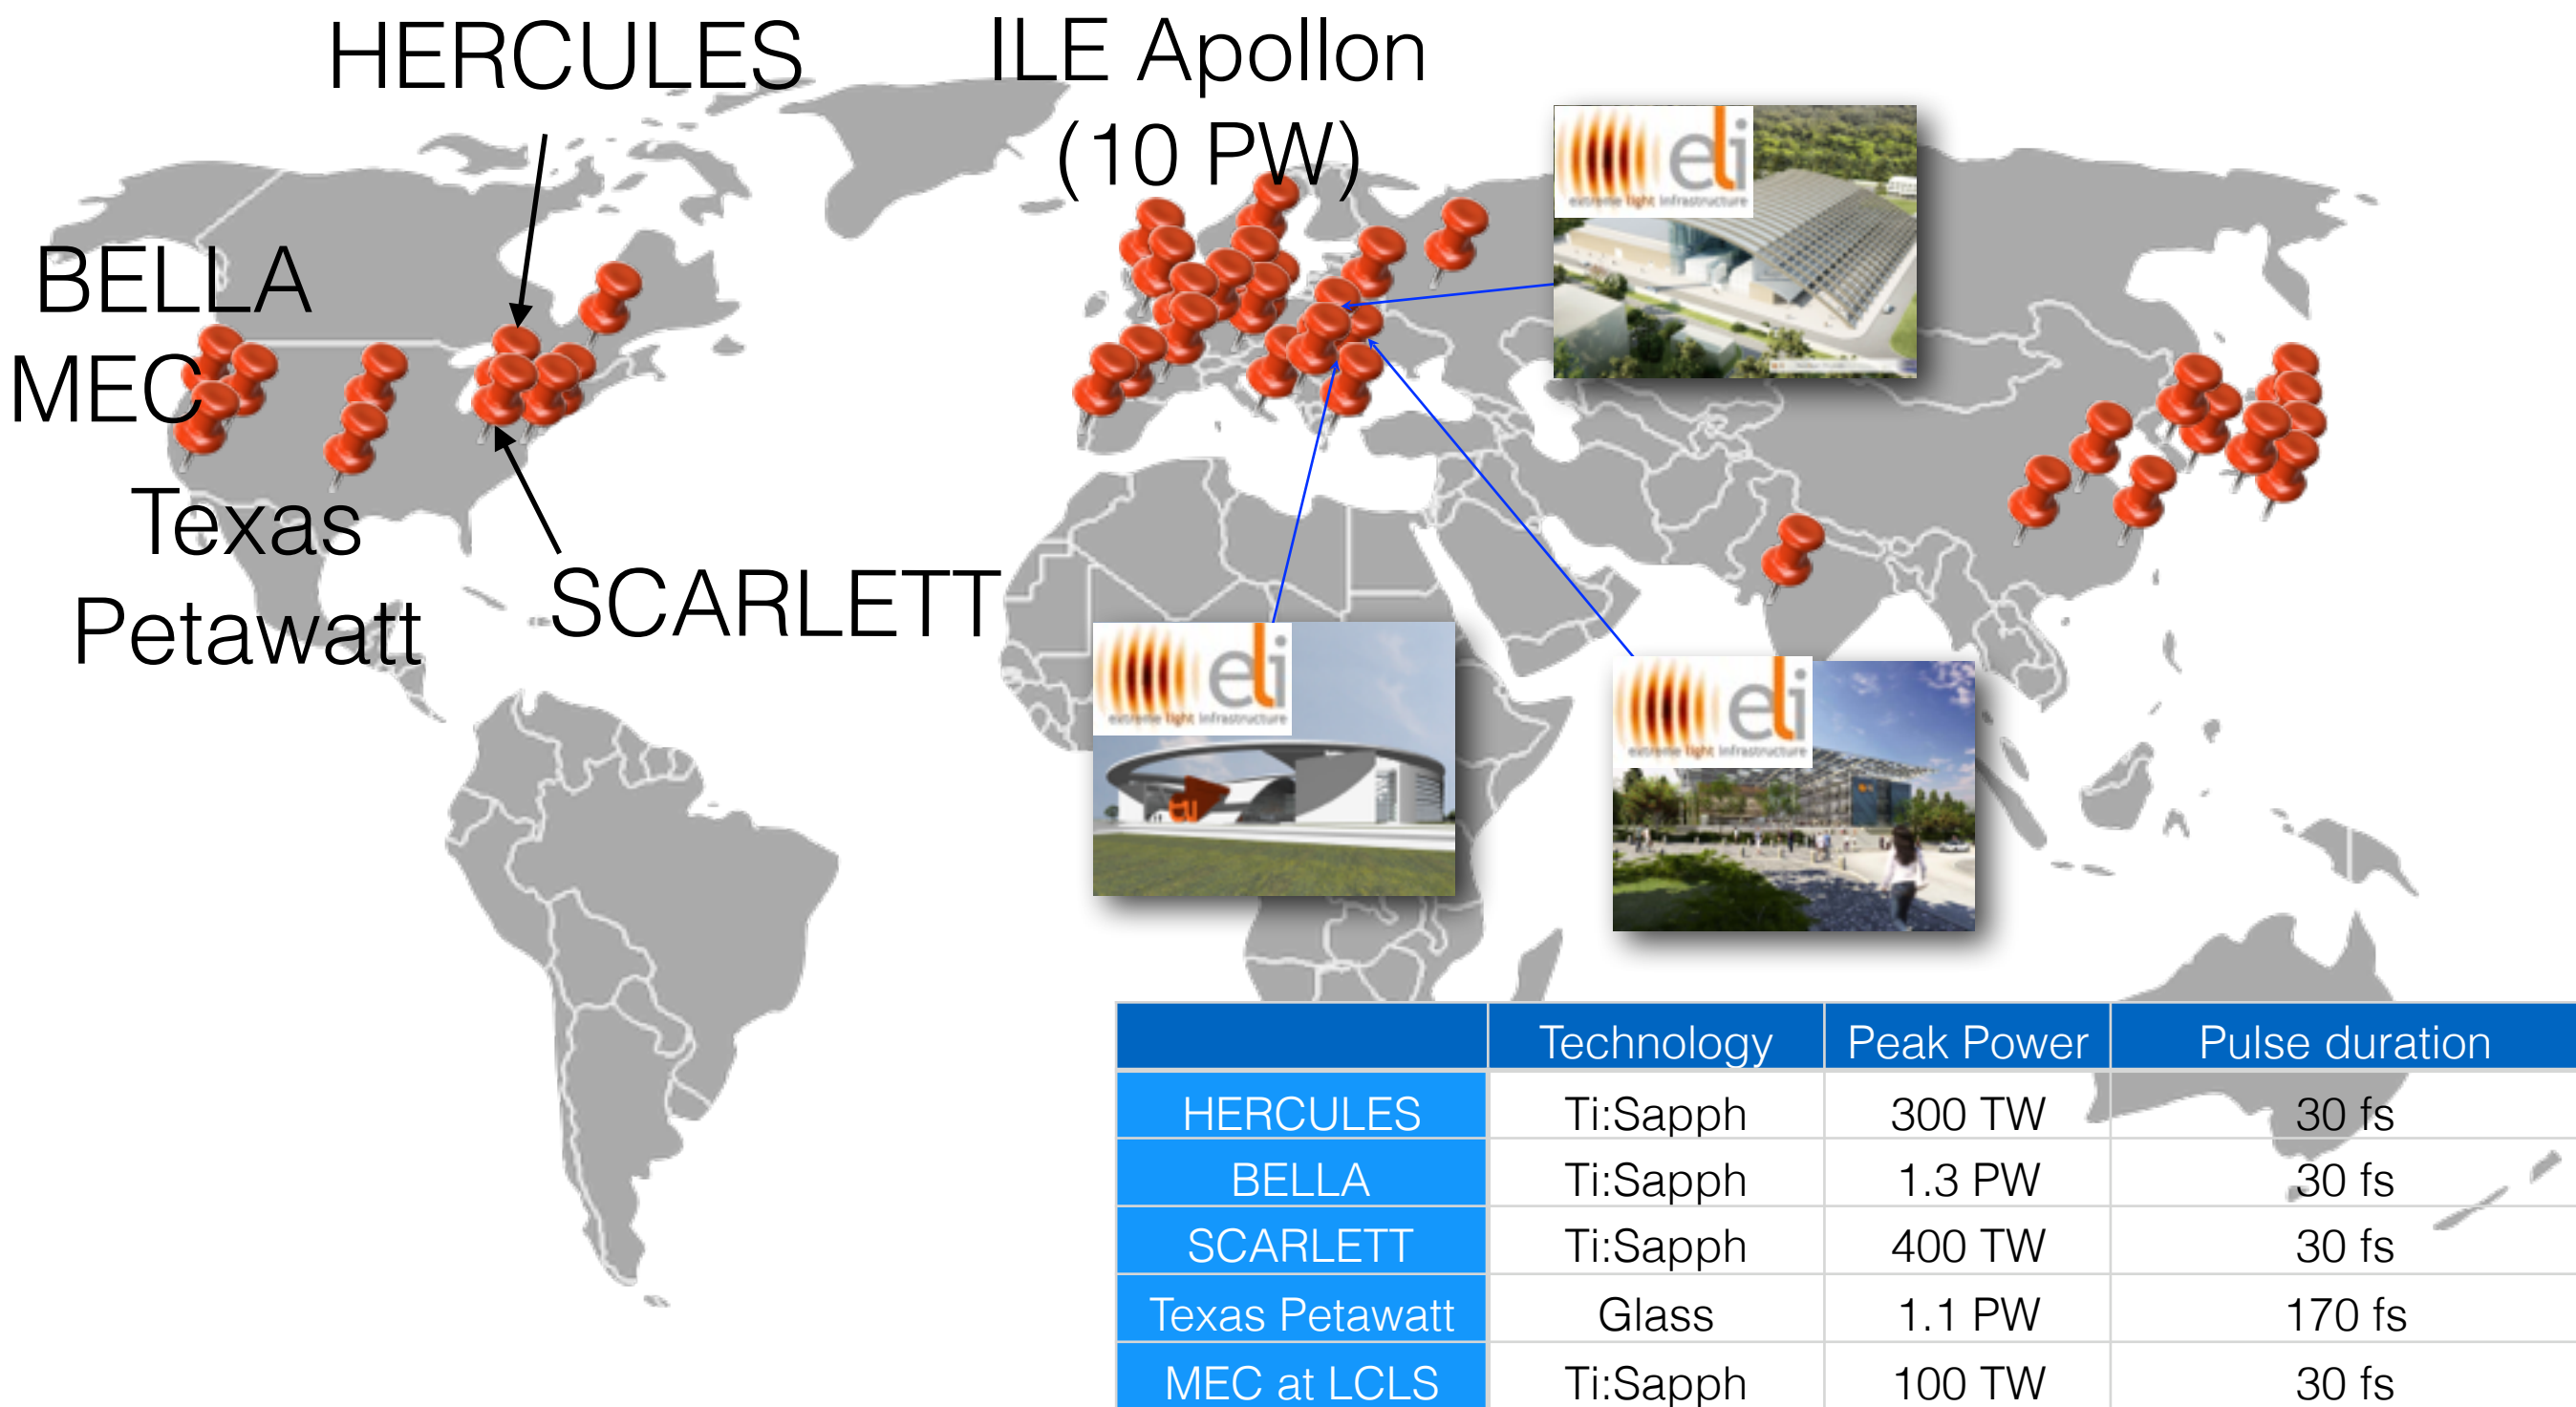 HERCULES
ILE Apollon
(10 PW)
BELLA
MEC
Texas
Petawatt
SCARLETT
eli
extreme light infrastructure
eli
extreme light infrastructure
eli
extreme light infrastructure
eli
Technology Peak Power Pulse duration
HERCULES Ti:Sapph 300 TW 30 fs
BELLA Ti:Sapph 1.3 PW 30 fs
SCARLETT Ti:Sapph 400 TW 30 fs
Texas Petawatt Glass 1.1 PW 170 fs
MEC at LCLS Ti:Sapph 100 TW 30 fs